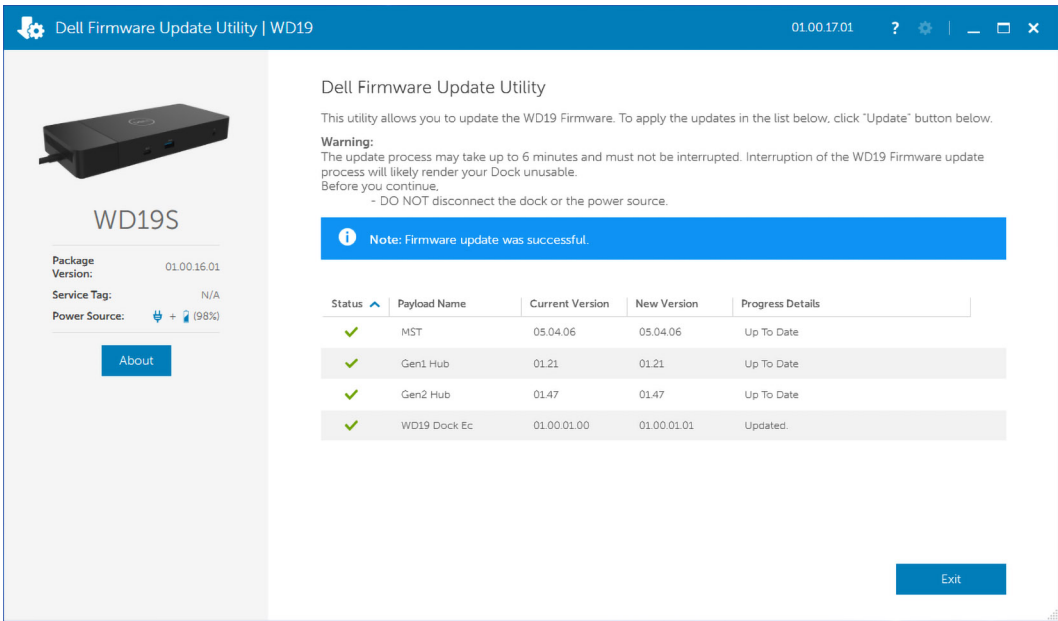 Dell Firmware Update Utility | WD19
01.00.17.01
?
Dell Firmware Update Utility
This utility allows you to update the WD19 Firmware. To apply the updates in the list below, click "Update" button below.
Warning:
The update process may take up to 6 minutes and must not be interrupted. Interruption of the WD19 Firmware update
process will likely render your Dock unusable.
Before you continue,
- DO NOT disconnect the dock or the power source.
WD19S
Package Version: 01.00.16.01
Service Tag: N/A
Power Source: + (98%)
About
Note: Firmware update was successful.
Status Payload Name Current Version New Version Progress Details
MST 05.04.06 05.04.06 Up To Date
Gen1 Hub 01.21 01.21 Up To Date
Gen2 Hub 01.47 01.47 Up To Date
WD19 Dock Ec 01.00.01.00 01.00.01.01 Updated.
Exit